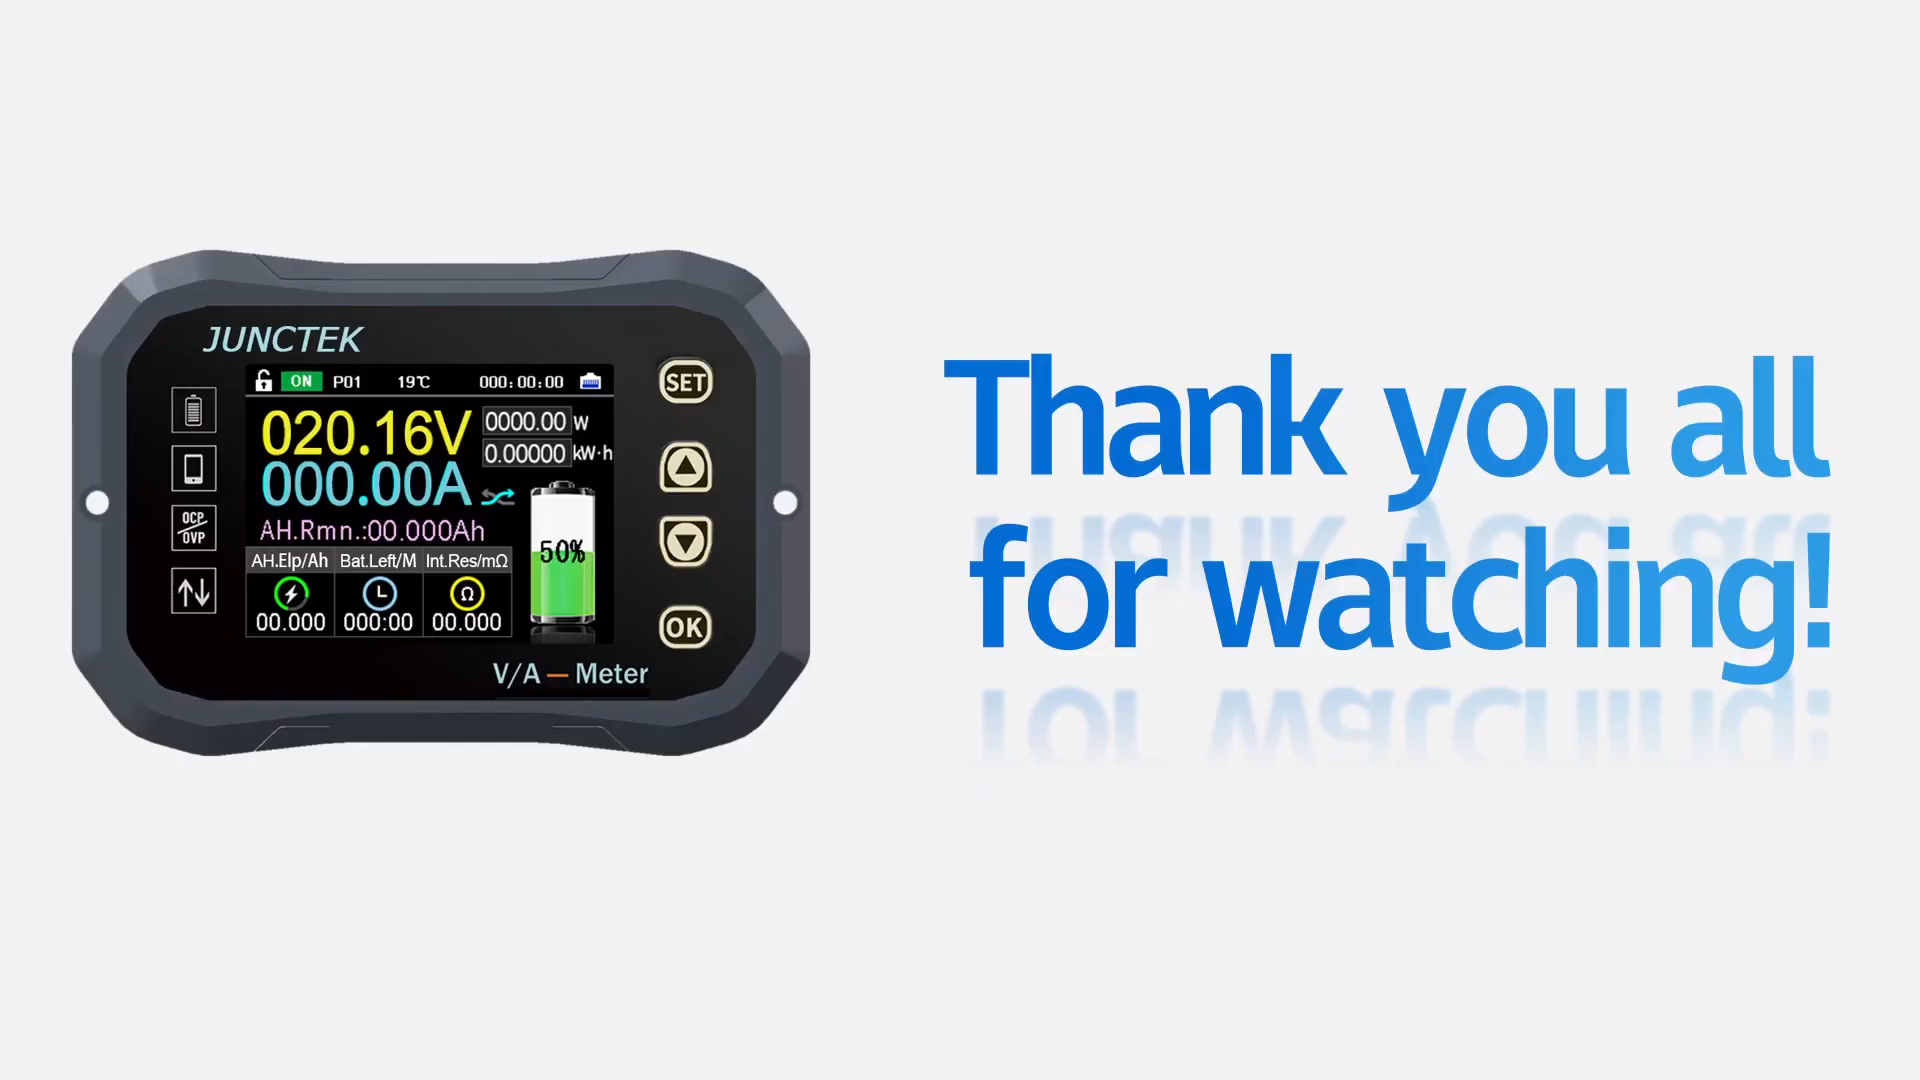 JUNCTEK
ON P01 19℃ 000:00:00
SET
020.16V 0000.00 W
0.00000 kW·h
000.00A
OCP/OVP
AH.Rmn.:00.000Ah
50%
AH.Elp/Ah Bat.Left/M Int.Res/mΩ
Ω
00.000 000:00 00.000
OK
V/A — Meter
Thank you all
for watching!